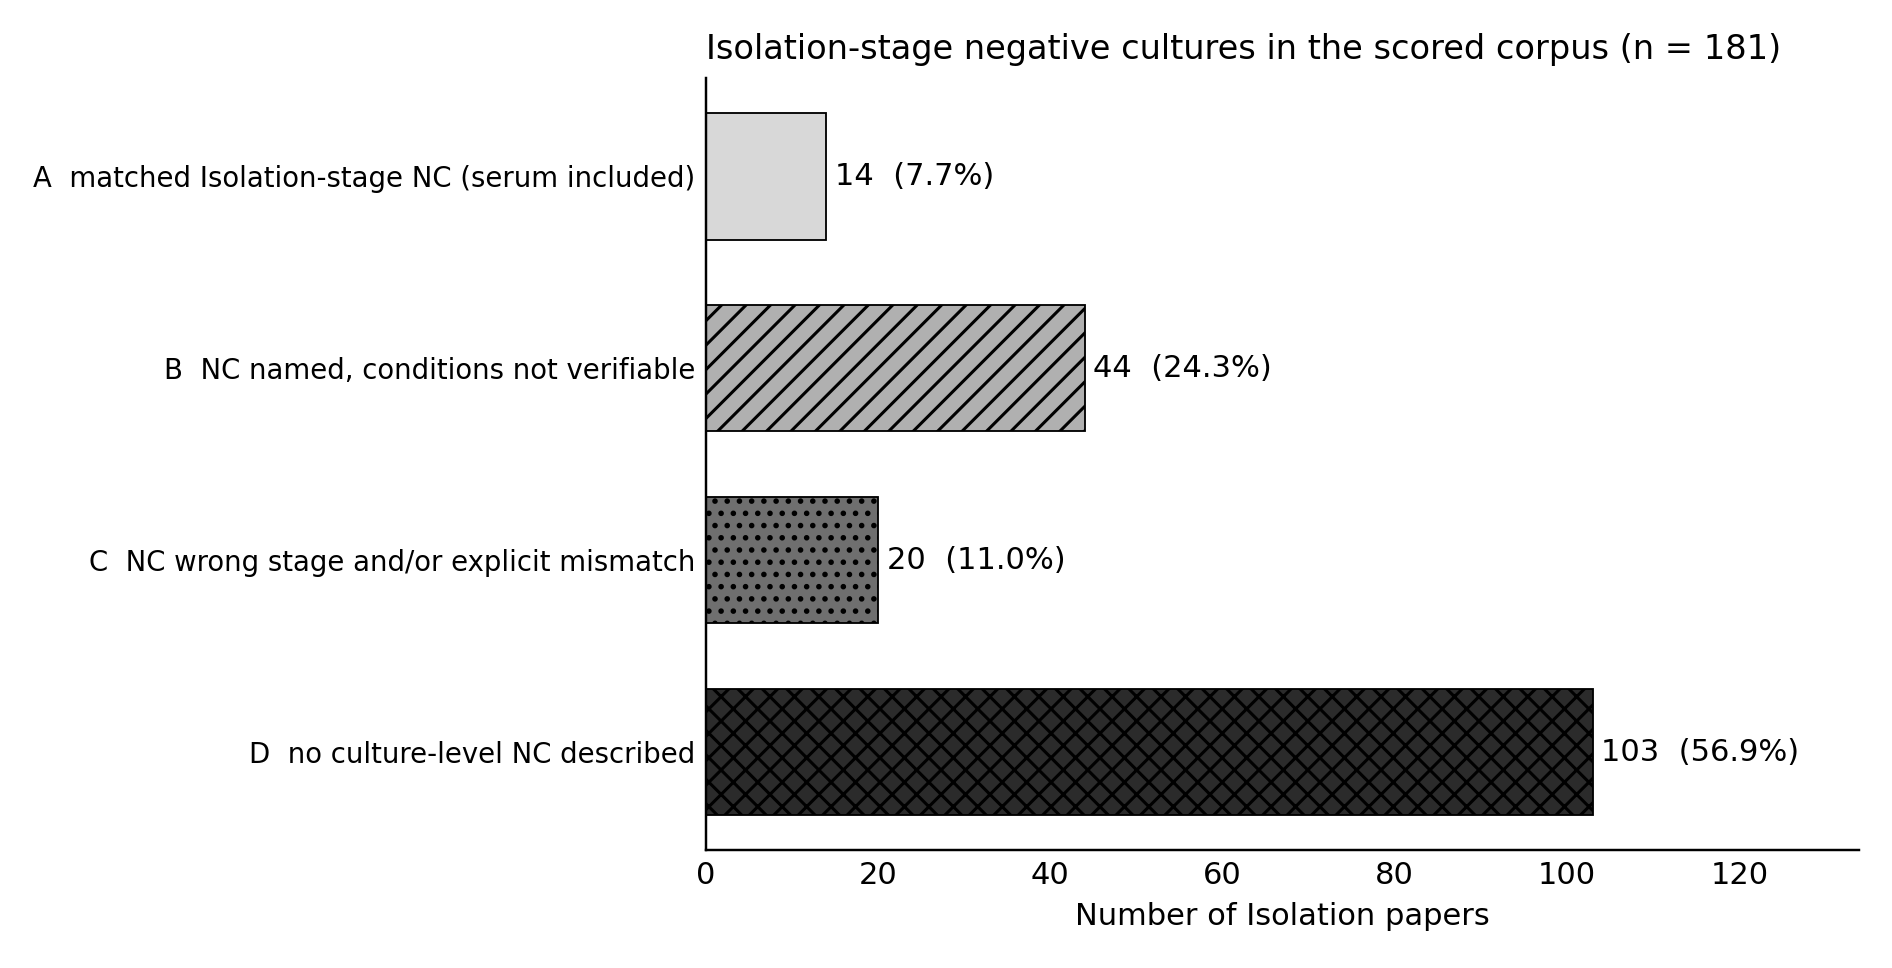 Isolation-stage negative cultures in the scored corpus (n = 181)
A  matched Isolation-stage NC (serum included)
14  (7.7%)
B  NC named, conditions not verifiable
44  (24.3%)
C  NC wrong stage and/or explicit mismatch
20  (11.0%)
D  no culture-level NC described
103  (56.9%)
0 20 40 60 80 100 120
Number of Isolation papers